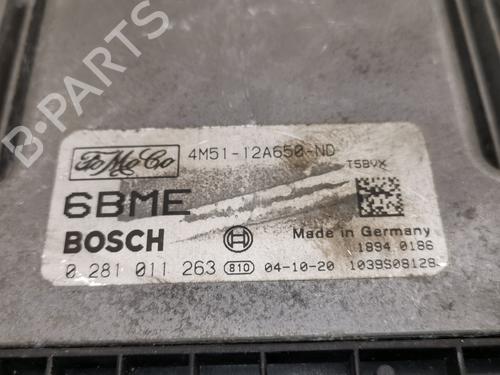 B-PARTS
FoMoCo
4M51-12A650-ND
T5BVX
6BME
BOSCH
Made in Germany
1894 0186
0 281 011 263 810 04-10-20 1039S08128